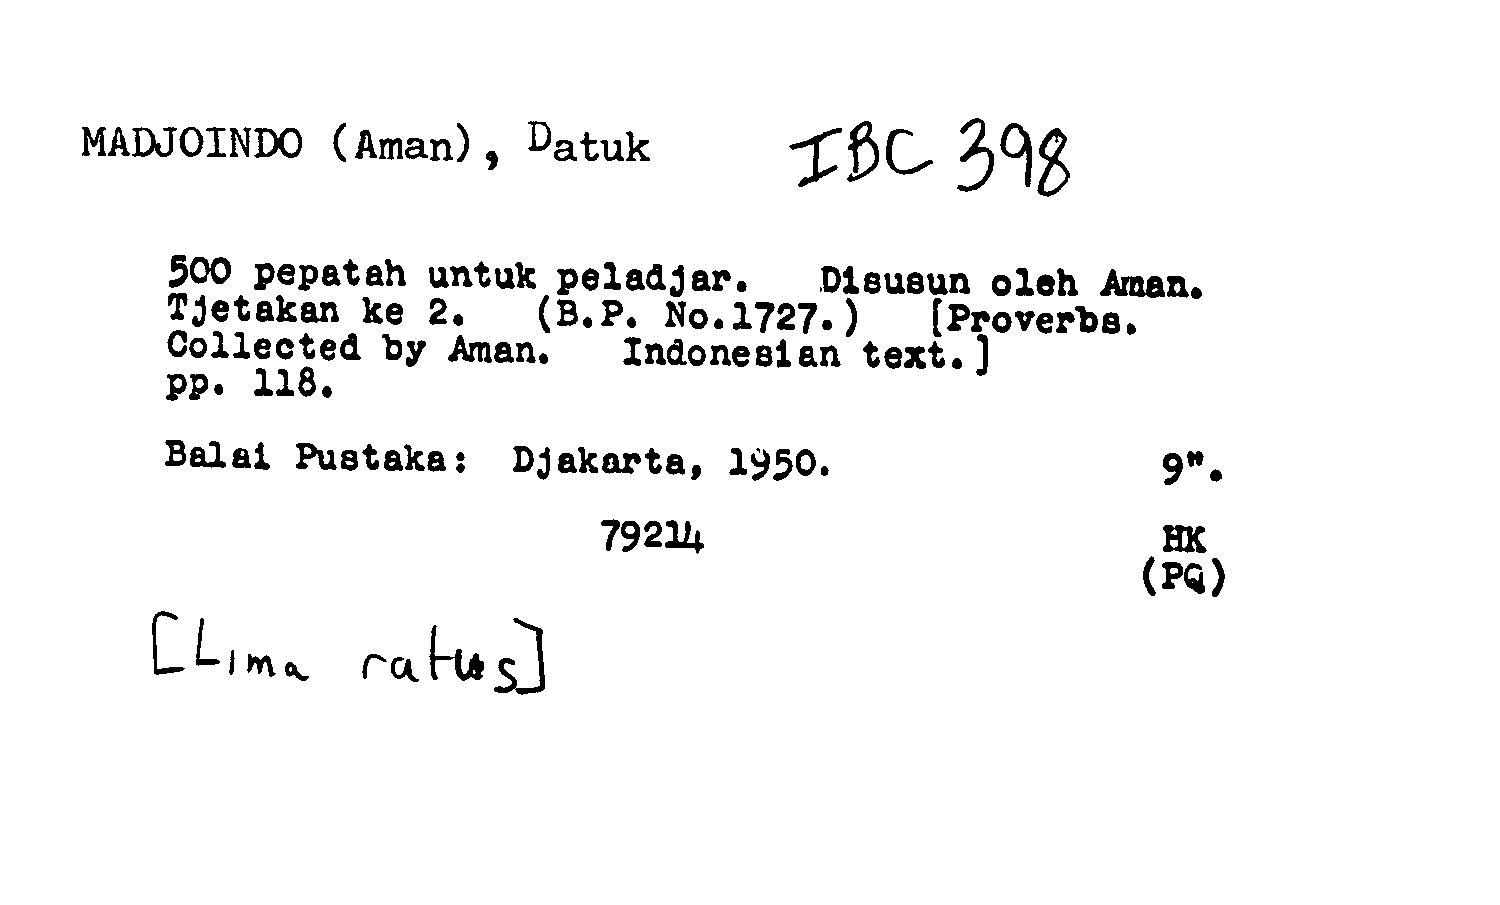 MADJOINDO (Aman), Datuk IBC 398
500 pepatah untuk peladjar. Disusun oleh Aman.
Tjetakan ke 2. (B.P. No.1727.) [Proverbs.
Collected by Aman. Indonesian text.]
pp. 118.
Balai Pustaka: Djakarta, 1950. 9".
79214 HK
(PQ)
[Lima ratus]